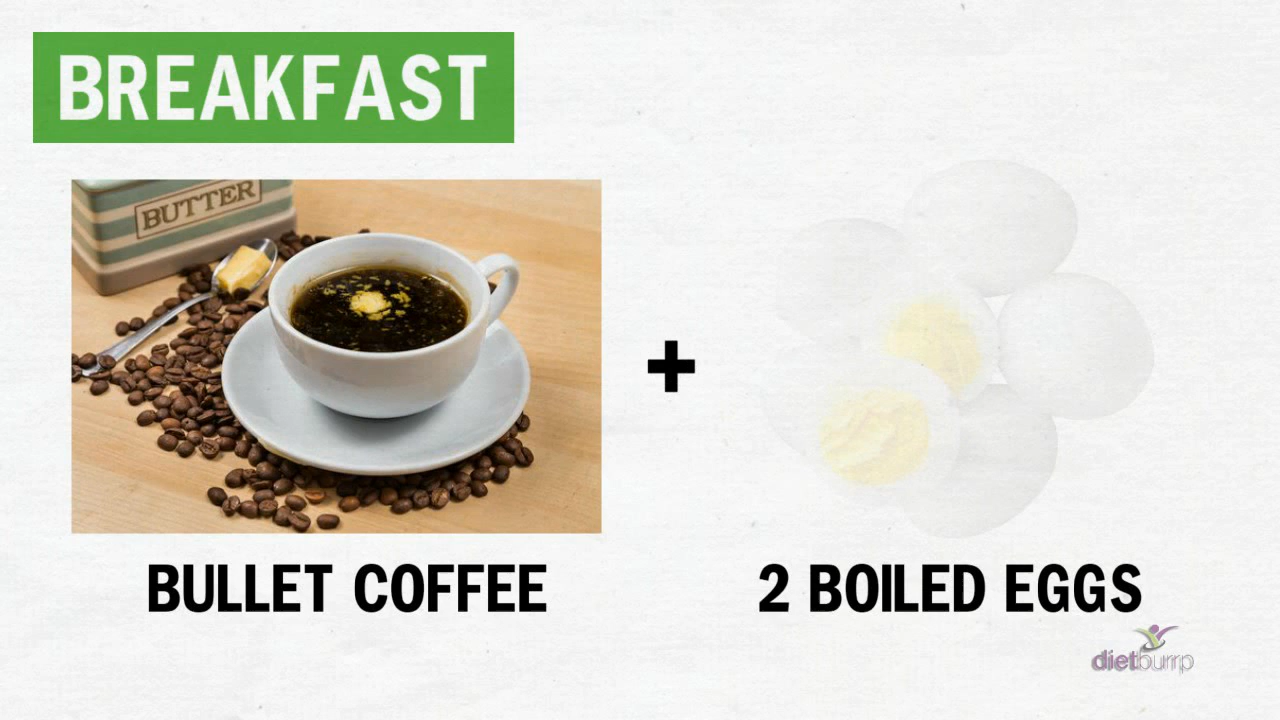 BREAKFAST
BUTTER
+
BULLET COFFEE
2 BOILED EGGS
dietburrp